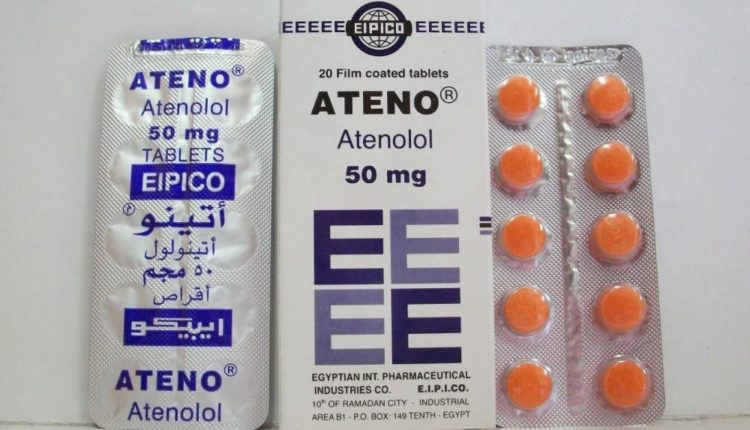 ATENO®
Atenolol
50 mg
TABLETS
EIPICO
أتينو®
أتينولول
٥٠ مجم
أقراص
ايبيكو
ATENO®
Atenolol
EEEEE EIPICO EEEEE
20 Film coated tablets
ATENO®
Atenolol
50 mg
EE
EE
EGYPTIAN INT. PHARMACEUTICAL
INDUSTRIES CO. E.I.P.I.CO.
10th OF RAMADAN CITY - INDUSTRIAL
AREA B1 - P.O. BOX: 149 TENTH - EGYPT